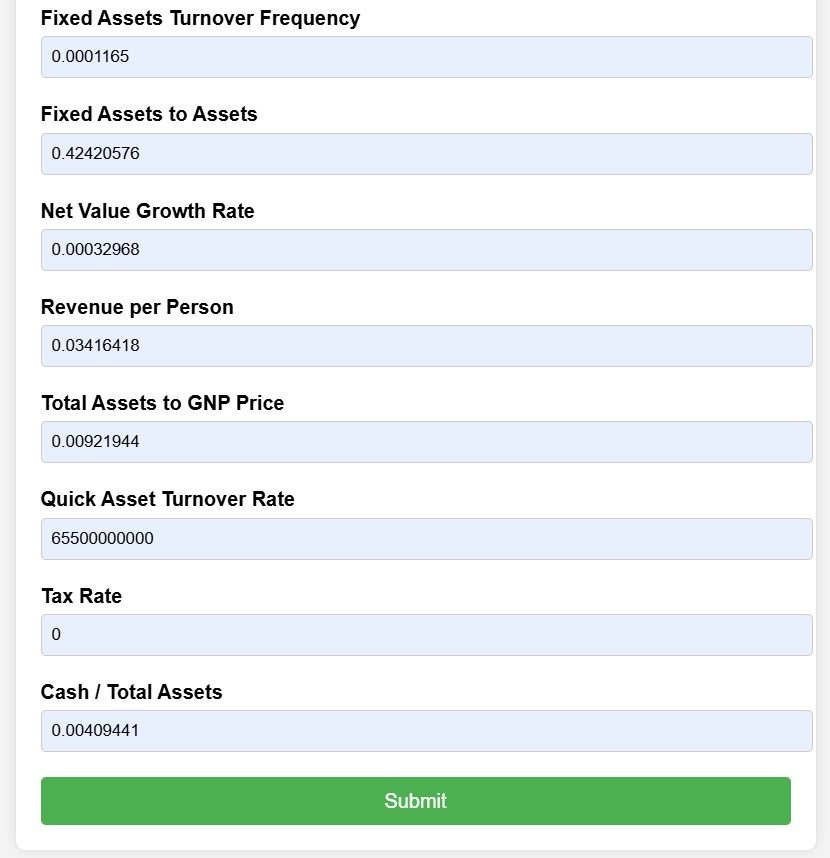 Fixed Assets Turnover Frequency
0.0001165
Fixed Assets to Assets
0.42420576
Net Value Growth Rate
0.00032968
Revenue per Person
0.03416418
Total Assets to GNP Price
0.00921944
Quick Asset Turnover Rate
65500000000
Tax Rate
0
Cash / Total Assets
0.00409441
Submit